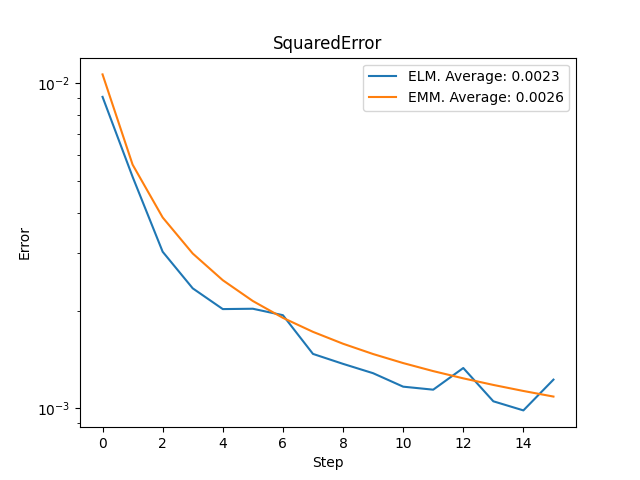 SquaredError
ELM. Average: 0.0023
EMM. Average: 0.0026
10⁻²
10⁻³
Error
0 2 4 6 8 10 12 14
Step